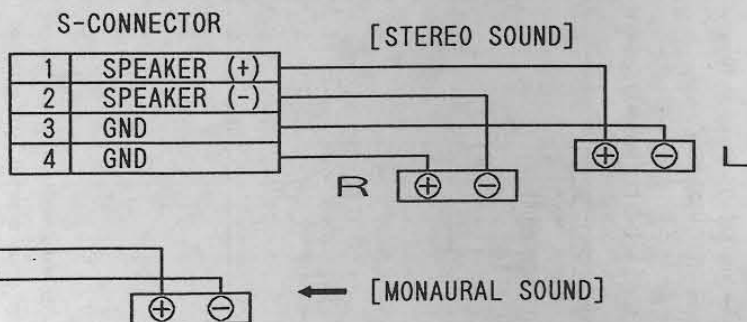 S-CONNECTOR
[STEREO SOUND]
1 SPEAKER (+)
2 SPEAKER (-)
3 GND
4 GND
R ⊕ ⊖
⊕ ⊖ L
⊕ ⊖
← [MONAURAL SOUND]